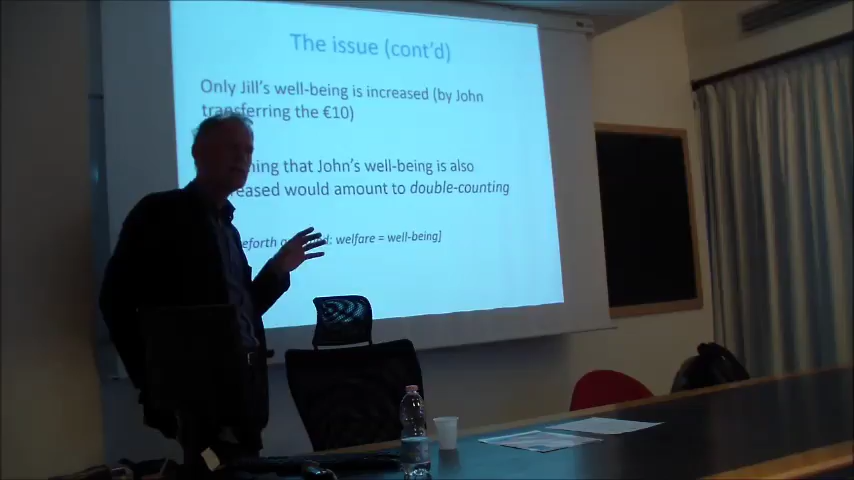 The issue (cont'd)
Only Jill's well-being is increased (by John
transferring the €10)
that John's well-being is also
would amount to double-counting
welfare = well-being]